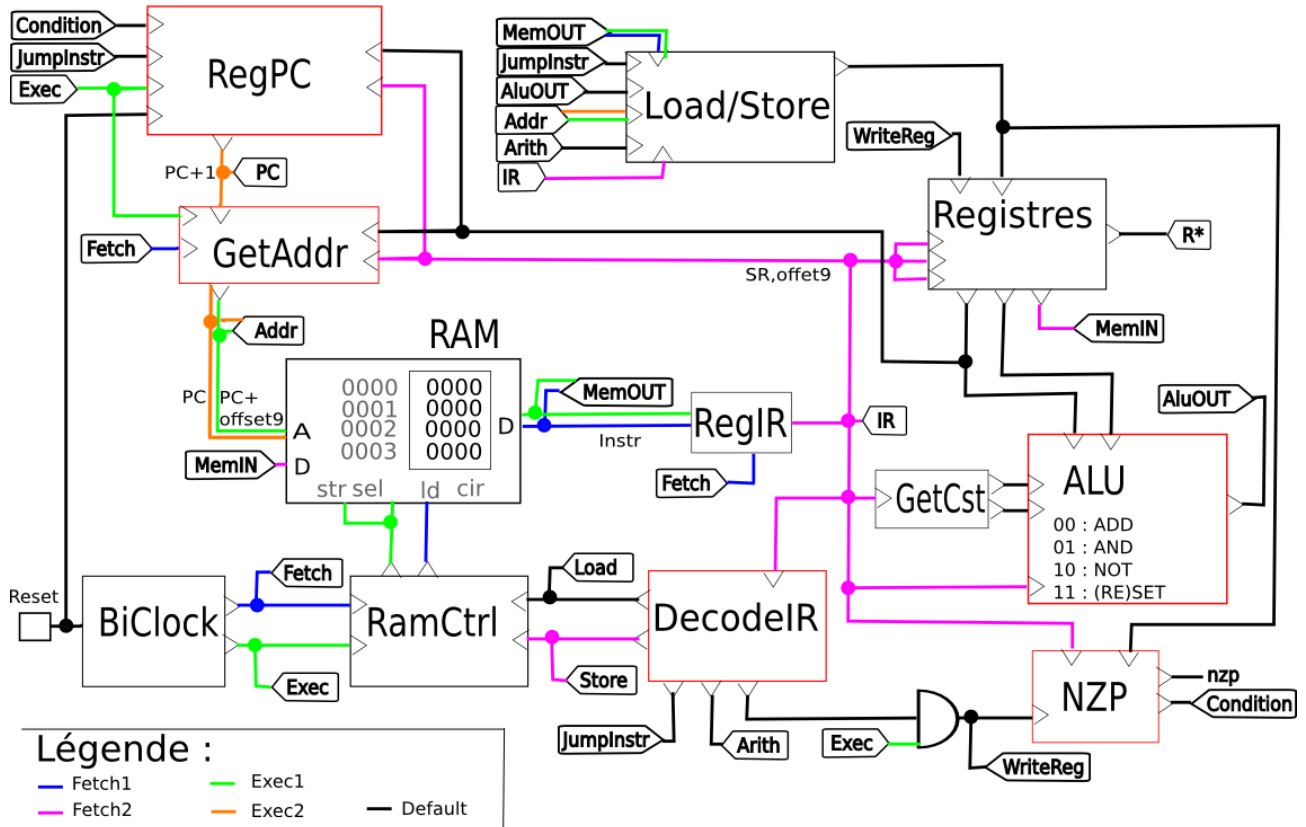 Condition
JumpInstr
Exec
RegPC
PC+1
PC
Fetch
GetAddr
Addr
PC
PC+
offset9
MemOUT
JumpInstr
AluOUT
Addr
Arith
IR
Load/Store
WriteReg
Registres
R*
SR,offet9
MemIN
RAM
0000
0001
0002
0003
0000
0000
0000
0000
A
D
D
str sel
ld
cir
MemIN
MemOUT
Instr
RegIR
Fetch
IR
AluOUT
GetCst
ALU
00 : ADD
01 : AND
10 : NOT
11 : (RE)SET
Reset
BiClock
Fetch
Exec
RamCtrl
Load
Store
DecodeIR
JumpInstr
Arith
Exec
WriteReg
NZP
nzp
Condition
Légende :
Fetch1
Exec1
Fetch2
Exec2
Default